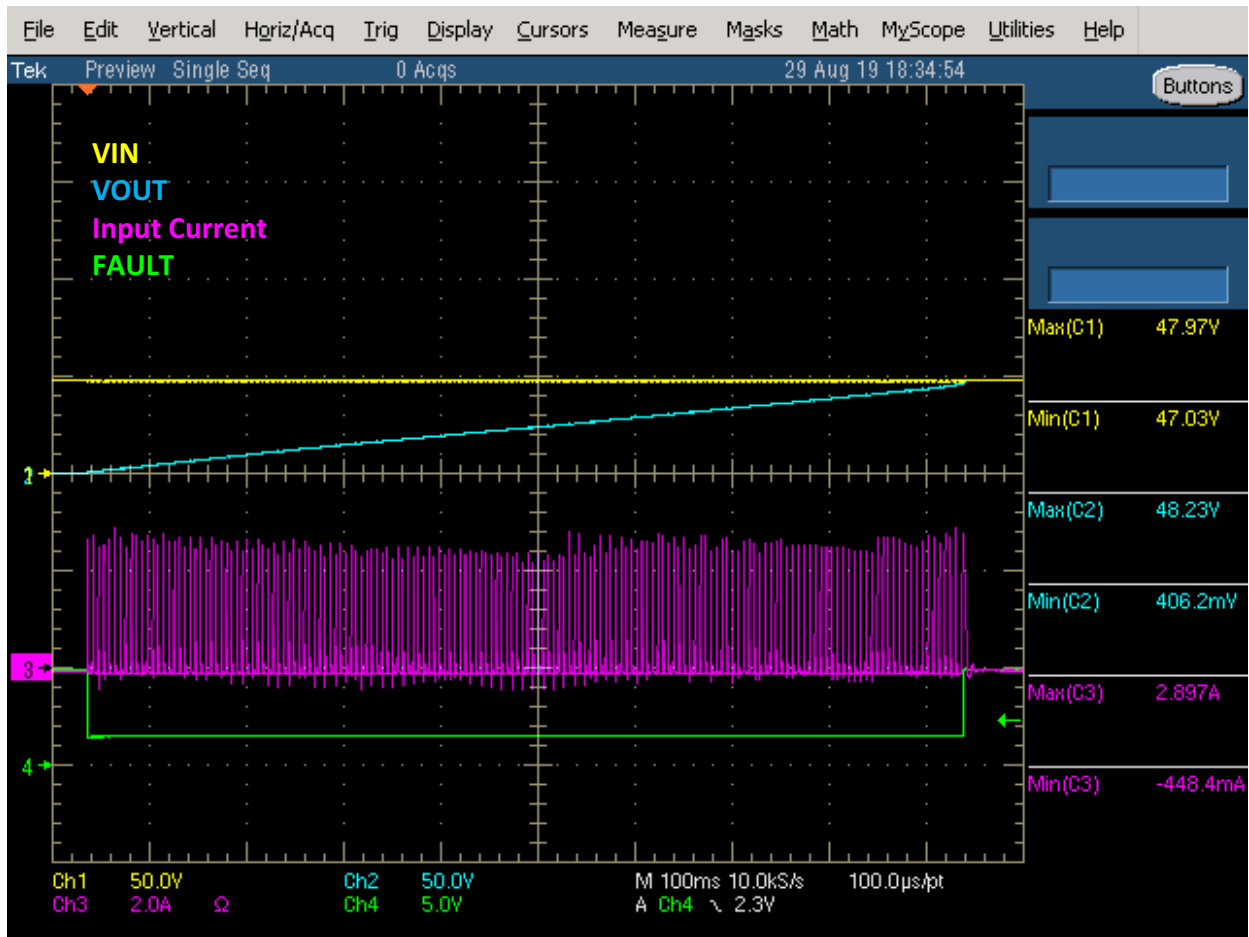 File Edit Vertical Horiz/Acq Trig Display Cursors Measure Masks Math MyScope Utilities Help
Tek Preview Single Seq 0 Acqs 29 Aug 19 18:34:54
Buttons
VIN
VOUT
Input Current
FAULT
Max(C1) 47.97V
Min(C1) 47.03V
2
Max(C2) 48.23V
Min(C2) 406.2mV
3
Max(C3) 2.897A
4
Min(C3) -448.4mA
Ch1 50.0V Ch2 50.0V M 100ms 10.0kS/s 100.0µs/pt
Ch3 2.0A Ω Ch4 5.0V A Ch4 \ 2.3V